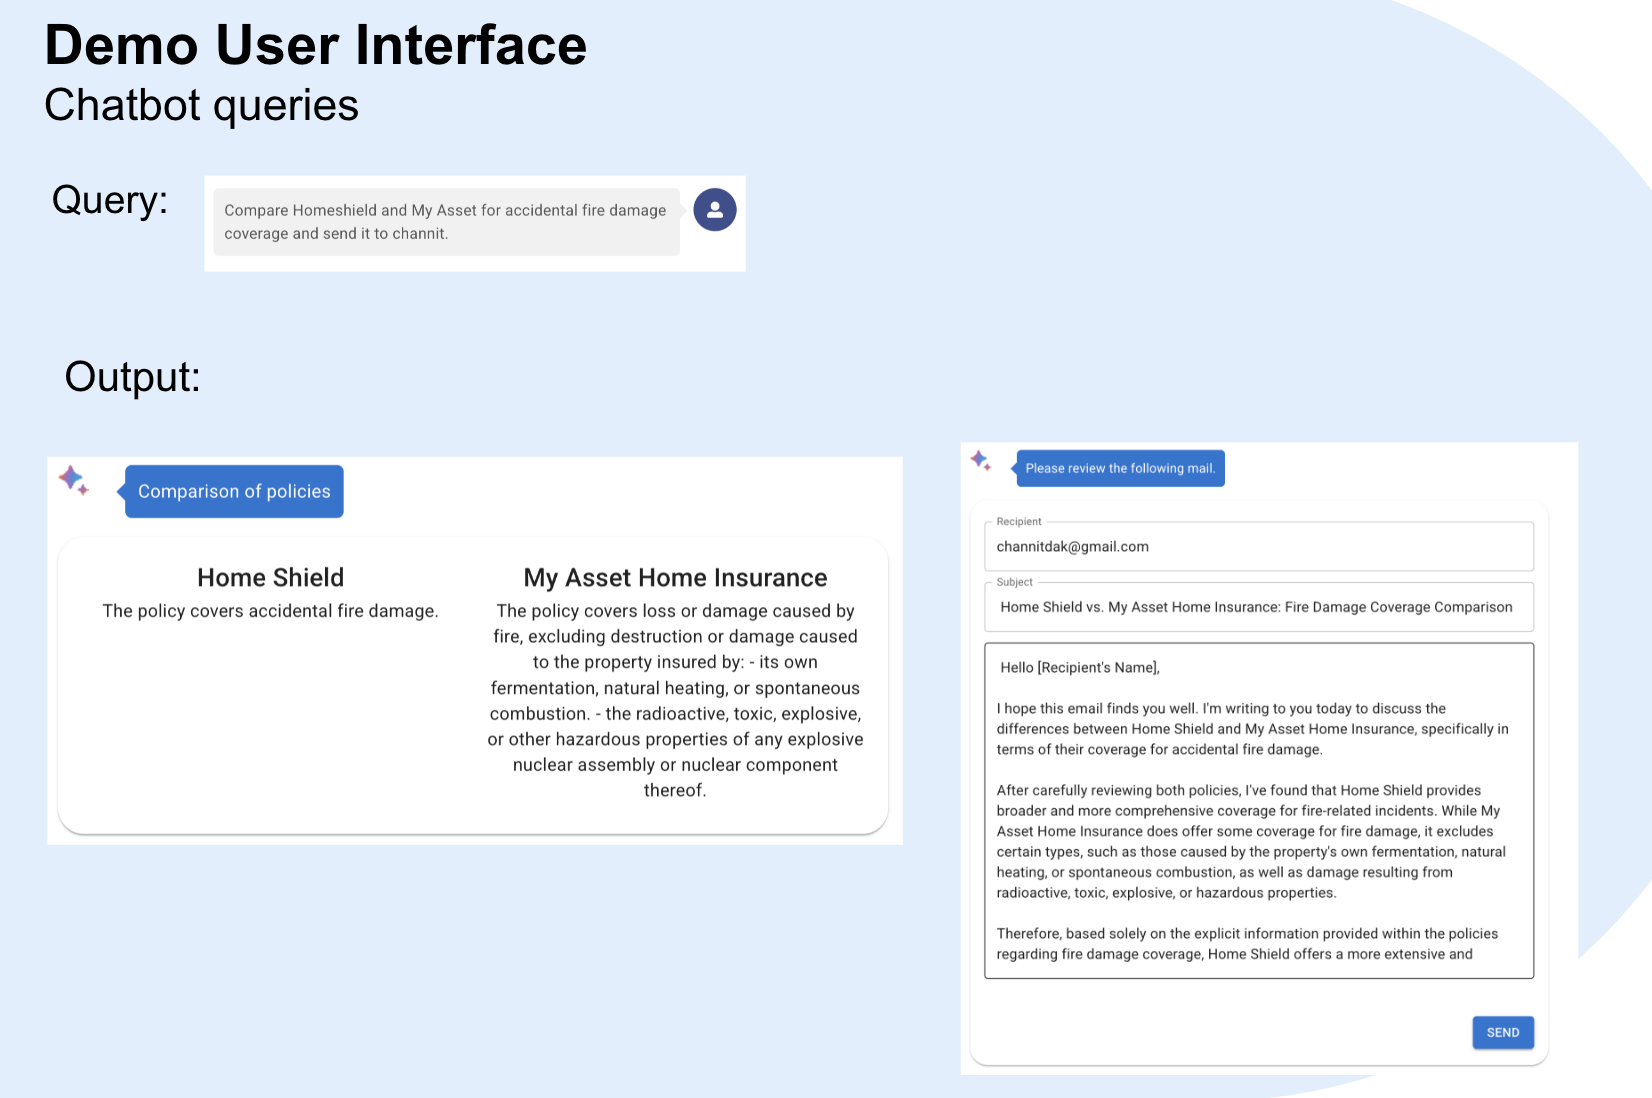 Demo User Interface
Chatbot queries
Query:
Compare Homeshield and My Asset for accidental fire damage
coverage and send it to channit.
Output:
Comparison of policies
Home Shield
The policy covers accidental fire damage.
My Asset Home Insurance
The policy covers loss or damage caused by
fire, excluding destruction or damage caused
to the property insured by: - its own
fermentation, natural heating, or spontaneous
combustion. - the radioactive, toxic, explosive,
or other hazardous properties of any explosive
nuclear assembly or nuclear component
thereof.
Please review the following mail.
Recipient
channitdak@gmail.com
Subject
Home Shield vs. My Asset Home Insurance: Fire Damage Coverage Comparison
Hello [Recipient's Name],
I hope this email finds you well. I'm writing to you today to discuss the
differences between Home Shield and My Asset Home Insurance, specifically in
terms of their coverage for accidental fire damage.
After carefully reviewing both policies, I've found that Home Shield provides
broader and more comprehensive coverage for fire-related incidents. While My
Asset Home Insurance does offer some coverage for fire damage, it excludes
certain types, such as those caused by the property's own fermentation, natural
heating, or spontaneous combustion, as well as damage resulting from
radioactive, toxic, explosive, or hazardous properties.
Therefore, based solely on the explicit information provided within the policies
regarding fire damage coverage, Home Shield offers a more extensive and
SEND